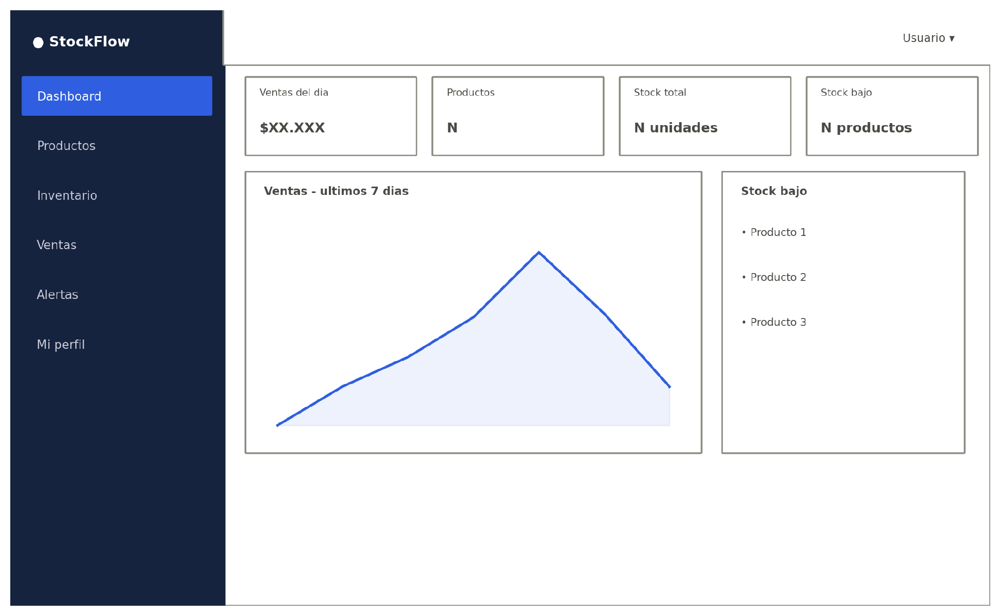 ● StockFlow
Usuario ▾
Dashboard
Productos
Inventario
Ventas
Alertas
Mi perfil
Ventas del dia
$XX.XXX
Productos
N
Stock total
N unidades
Stock bajo
N productos
Ventas - ultimos 7 dias
Stock bajo
• Producto 1
• Producto 2
• Producto 3